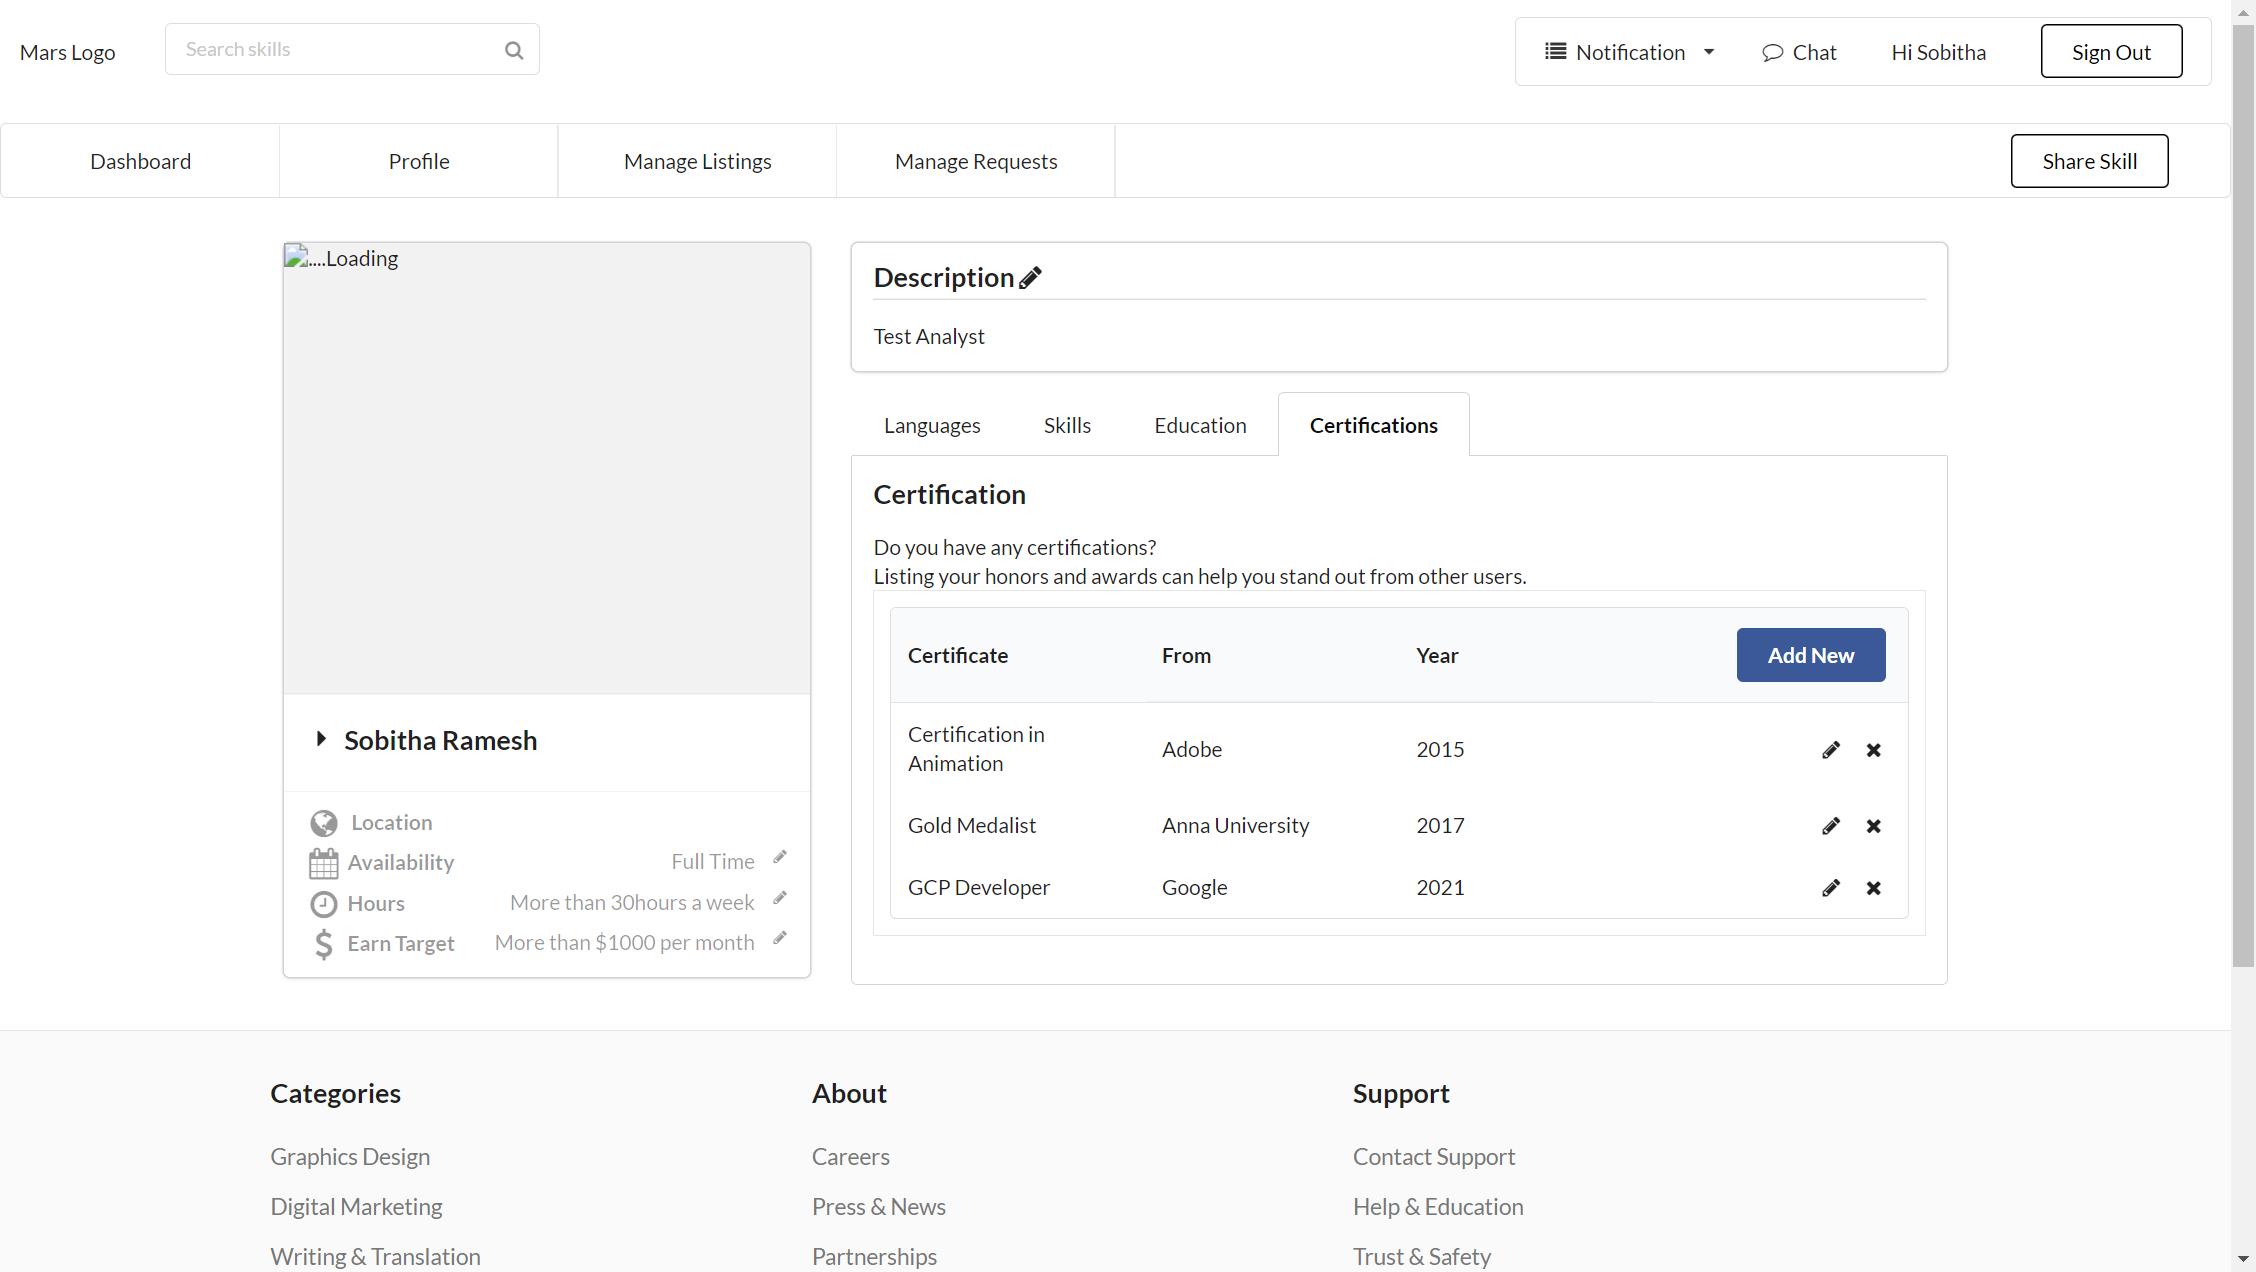 Mars Logo
Search skills
Notification
Chat
Hi Sobitha
Sign Out
Dashboard
Profile
Manage Listings
Manage Requests
Share Skill
....Loading
Sobitha Ramesh
Location
Availability
Full Time
Hours
More than 30hours a week
Earn Target
More than $1000 per month
Description
Test Analyst
Languages
Skills
Education
Certifications
Certification
Do you have any certifications?
Listing your honors and awards can help you stand out from other users.
Certificate
From
Year
Add New
Certification in
Animation
Adobe
2015
Gold Medalist
Anna University
2017
GCP Developer
Google
2021
Categories
Graphics Design
Digital Marketing
Writing & Translation
About
Careers
Press & News
Partnerships
Support
Contact Support
Help & Education
Trust & Safety